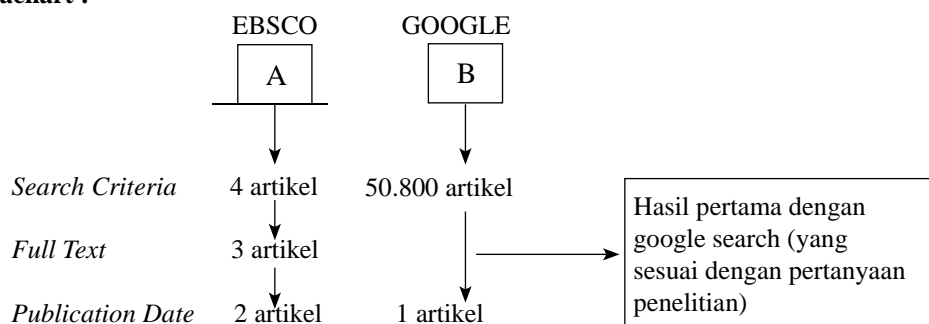 EBSCO GOOGLE
A B
Search Criteria 4 artikel 50.800 artikel
Hasil pertama dengan
google search (yang
sesuai dengan pertanyaan
penelitian)
Full Text 3 artikel
Publication Date 2 artikel 1 artikel